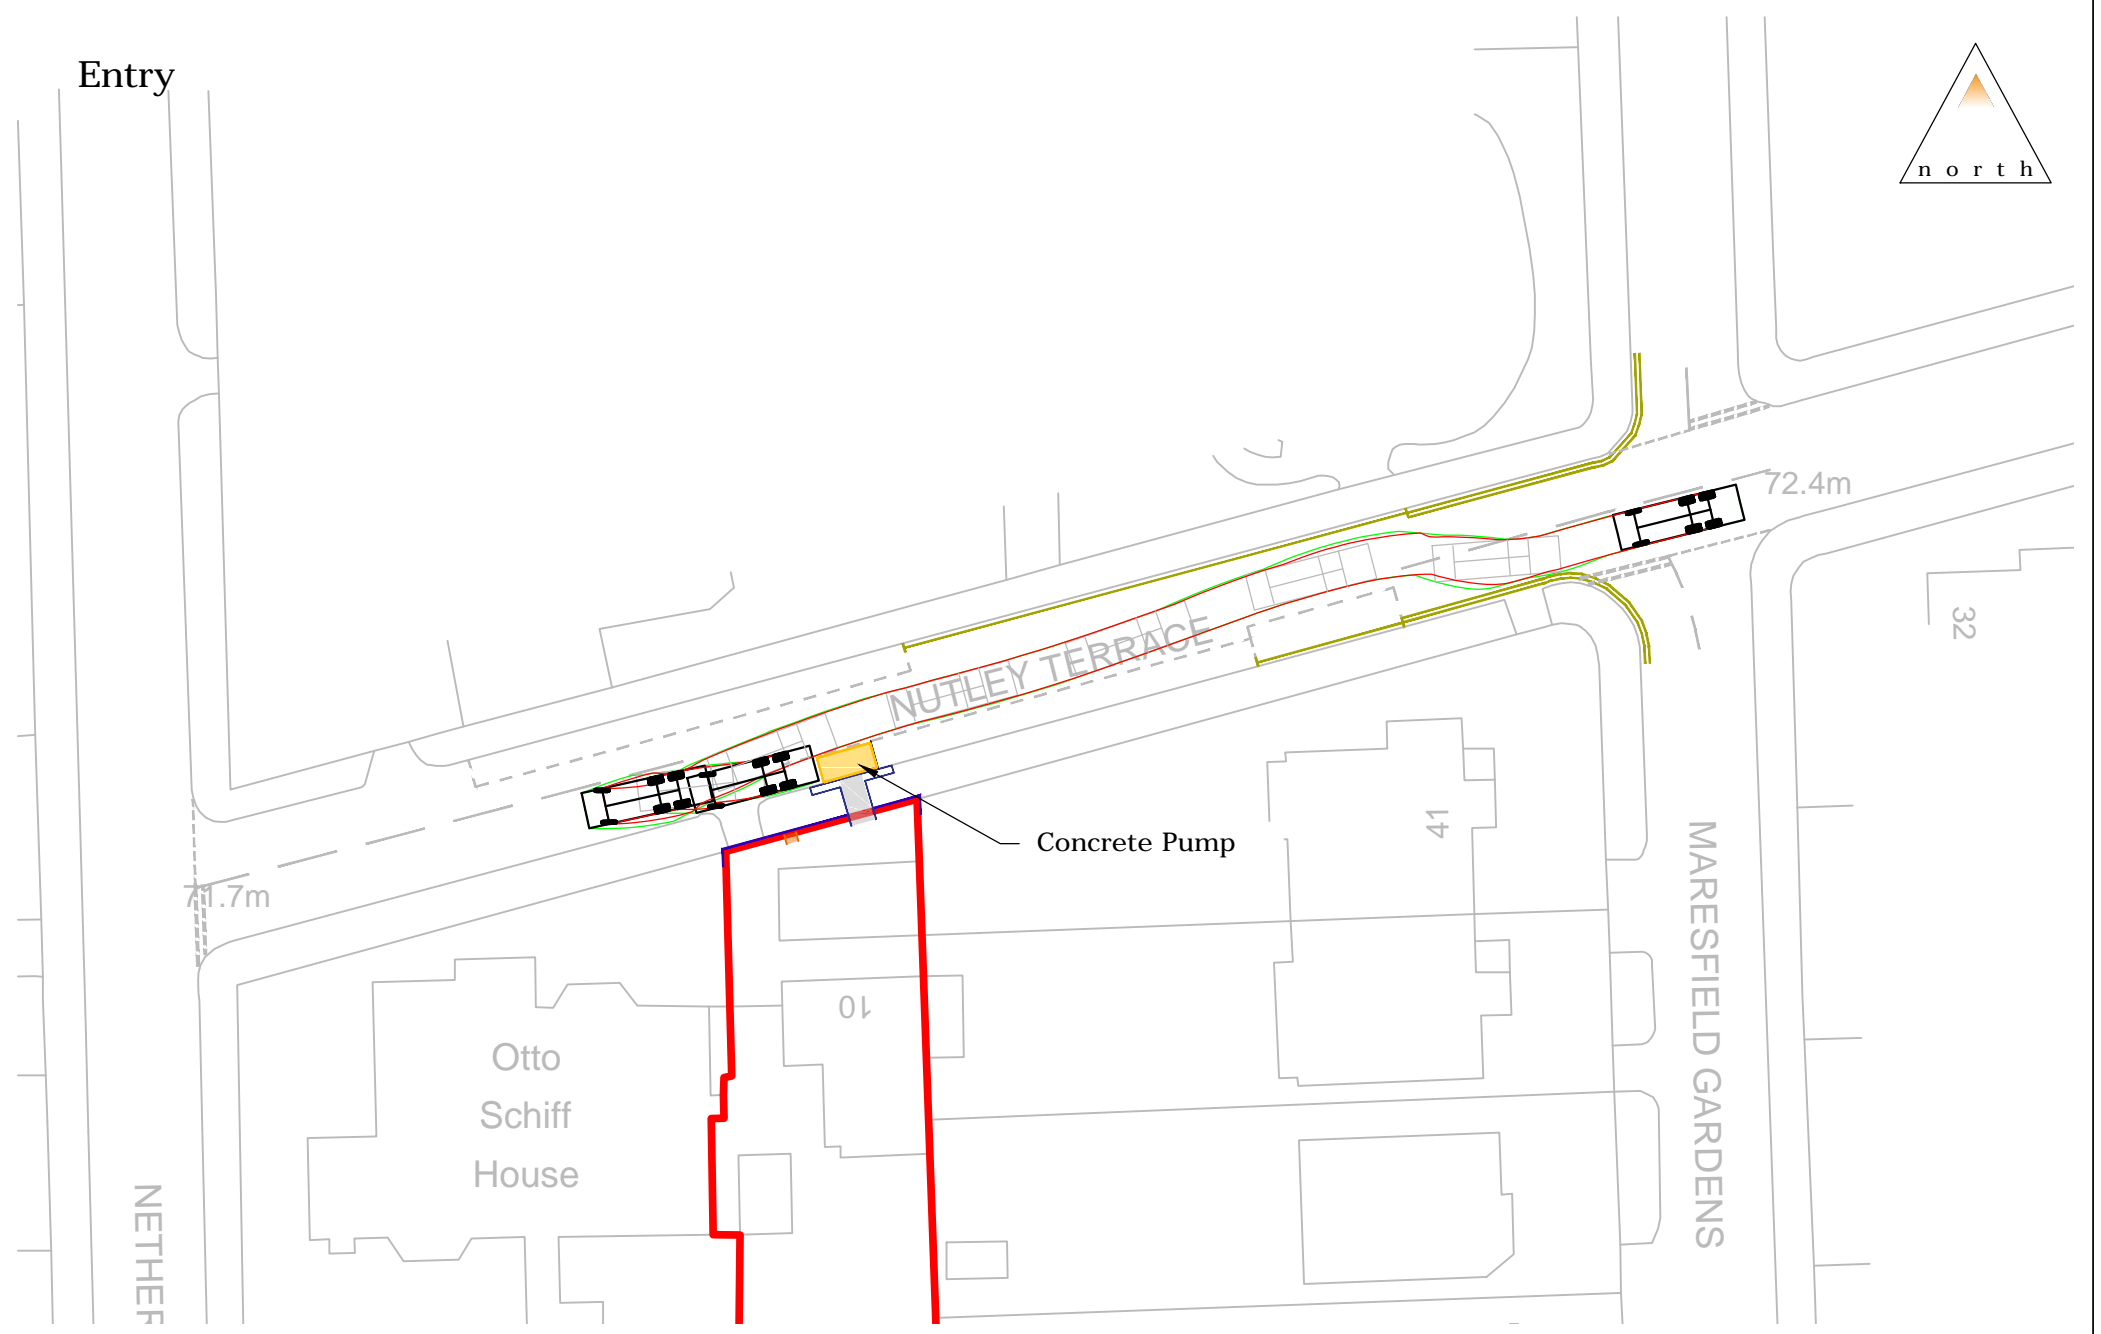 Entry
north
72.4m
32
NUTLEY TERRACE
Concrete Pump
41
71.7m
MARESFIELD GARDENS
10
Otto
Schiff
House
NETHER